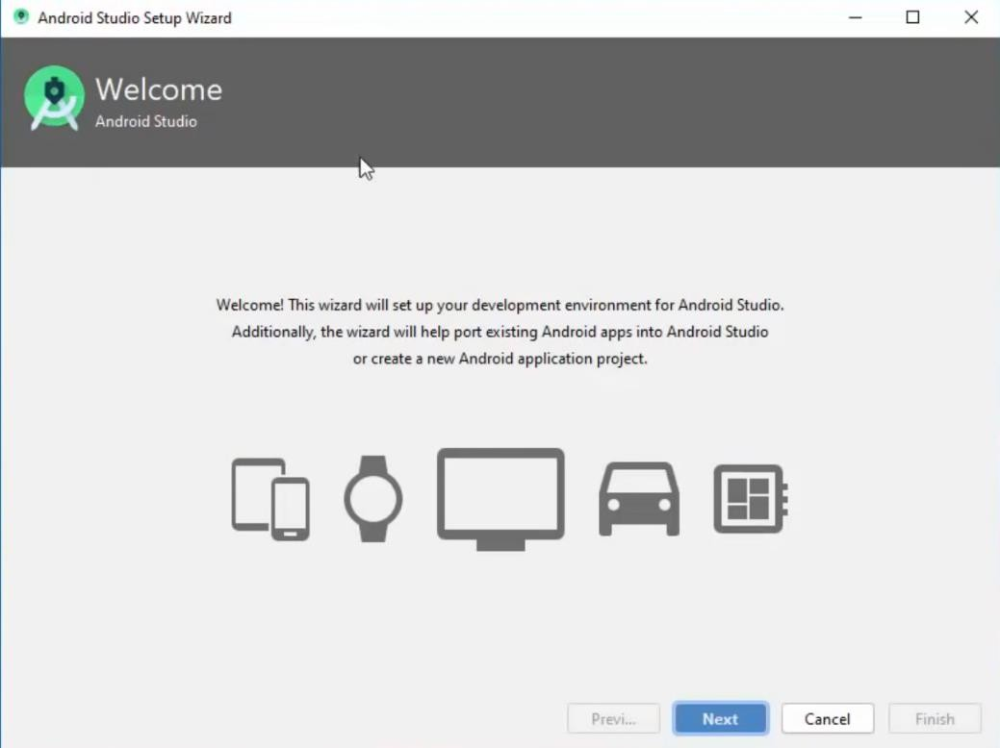 Android Studio Setup Wizard
Welcome
Android Studio
Welcome! This wizard will set up your development environment for Android Studio.
Additionally, the wizard will help port existing Android apps into Android Studio
or create a new Android application project.
Previ... Next Cancel Finish